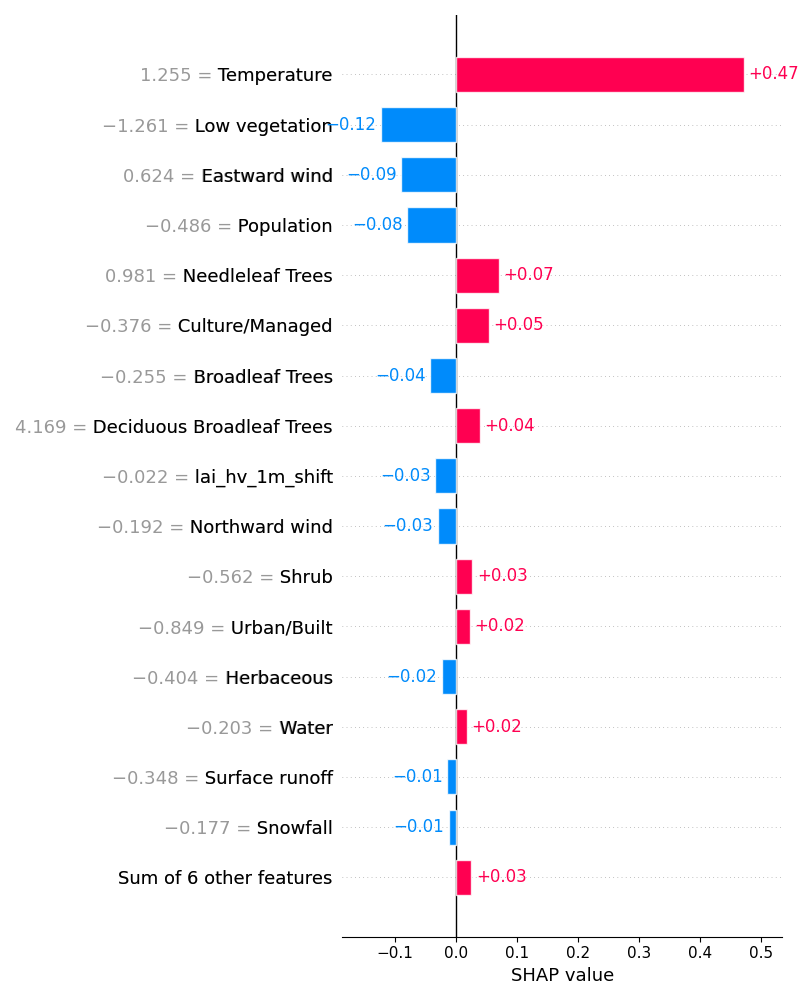 1.255 = Temperature +0.47
−1.261 = Low vegetation −0.12
0.624 = Eastward wind −0.09
−0.486 = Population −0.08
0.981 = Needleleaf Trees +0.07
−0.376 = Culture/Managed +0.05
−0.255 = Broadleaf Trees −0.04
4.169 = Deciduous Broadleaf Trees +0.04
−0.022 = lai_hv_1m_shift −0.03
−0.192 = Northward wind −0.03
−0.562 = Shrub +0.03
−0.849 = Urban/Built +0.02
−0.404 = Herbaceous −0.02
−0.203 = Water +0.02
−0.348 = Surface runoff −0.01
−0.177 = Snowfall −0.01
Sum of 6 other features +0.03
−0.1 0.0 0.1 0.2 0.3 0.4 0.5
SHAP value